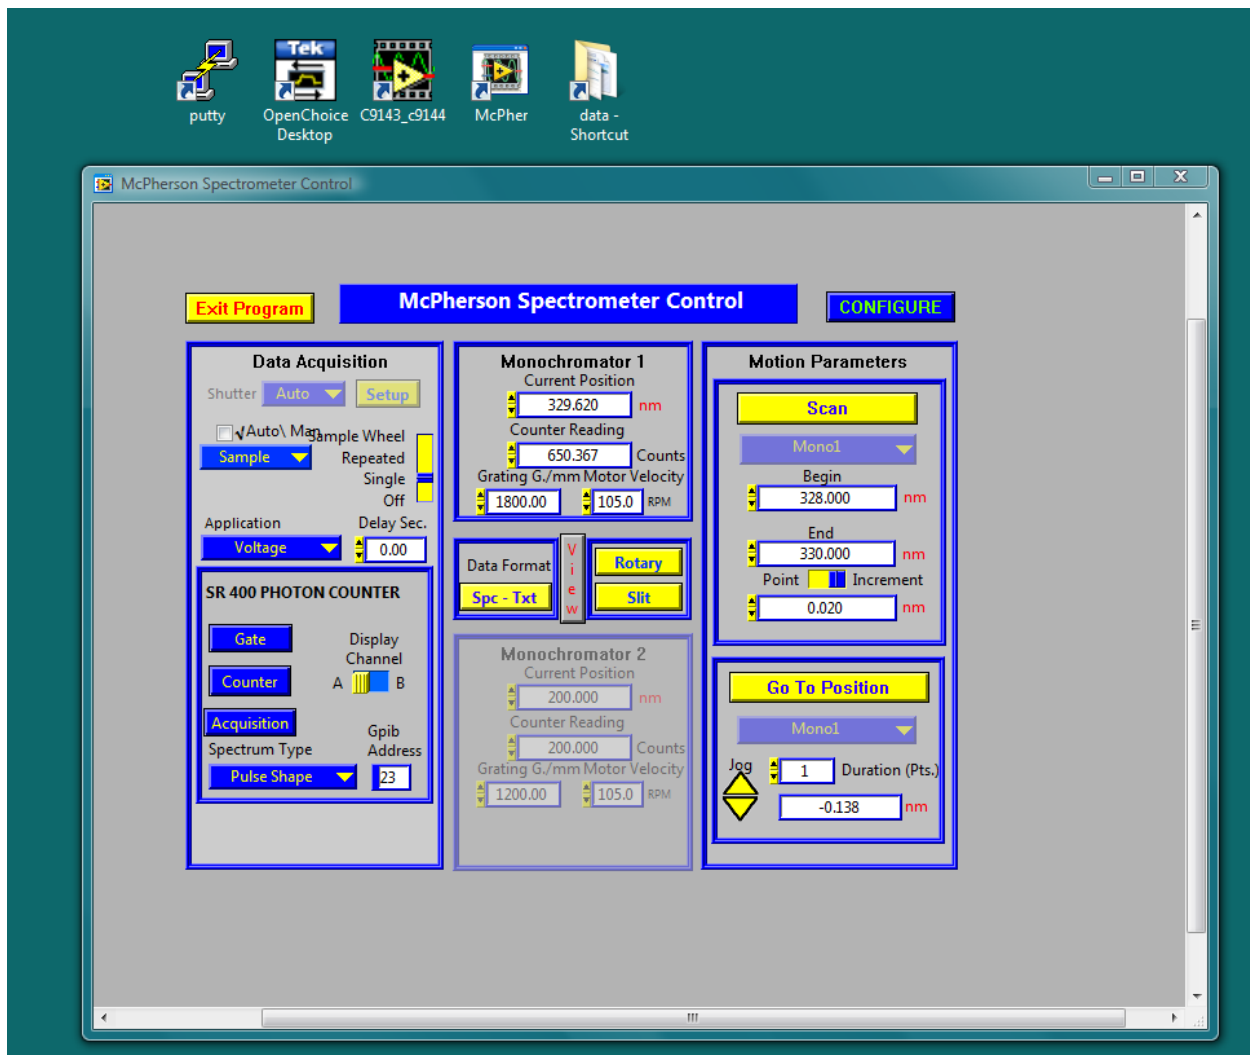 Tek
putty
OpenChoice
Desktop
C9143_c9144
McPher
data -
Shortcut
McPherson Spectrometer Control
Exit Program
McPherson Spectrometer Control
CONFIGURE
Data Acquisition
Shutter Auto Setup
√Auto\ Man
Sample
Sample Wheel
Repeated
Single
Off
Application
Voltage
Delay Sec.
0.00
SR 400 PHOTON COUNTER
Gate
Counter
Acquisition
Display
Channel
A B
Spectrum Type
Pulse Shape
Gpib
Address
23
Monochromator 1
Current Position
329.620 nm
Counter Reading
650.367 Counts
Grating G./mm Motor Velocity
1800.00 105.0 RPM
Data Format
Spc - Txt
View
Rotary
Slit
Monochromator 2
Current Position
200.000 nm
Counter Reading
200.000 Counts
Grating G./mm Motor Velocity
1200.00 105.0 RPM
Motion Parameters
Scan
Mono1
Begin
328.000 nm
End
330.000 nm
Point Increment
0.020 nm
Go To Position
Mono1
Jog
1 Duration (Pts.)
-0.138 nm